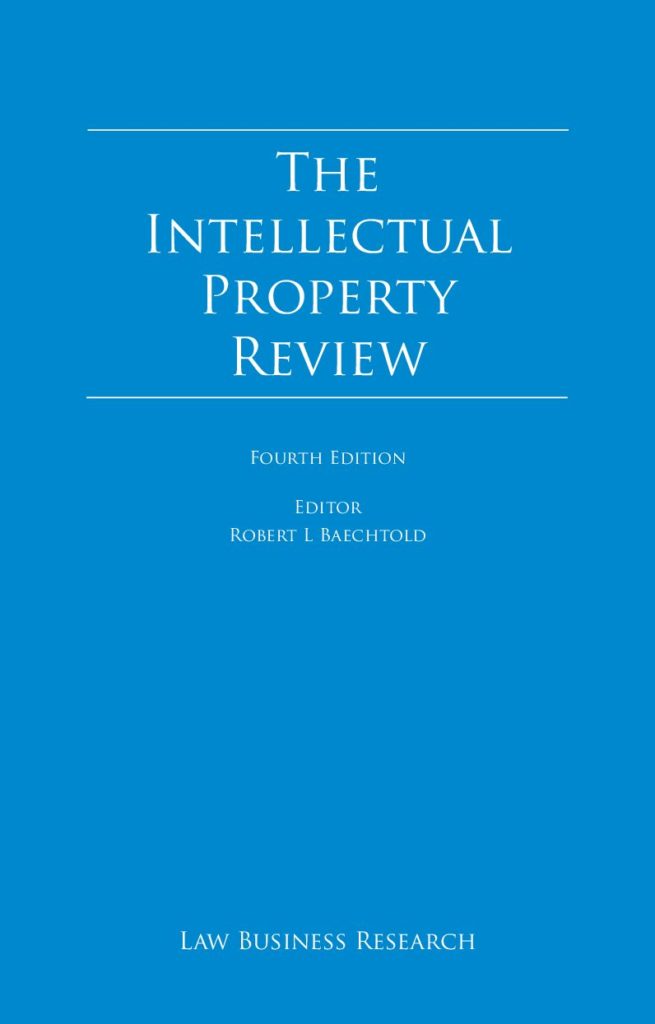 The
Intellectual
Property
Review
Fourth Edition
Editor
Robert L Baechtold
Law Business Research